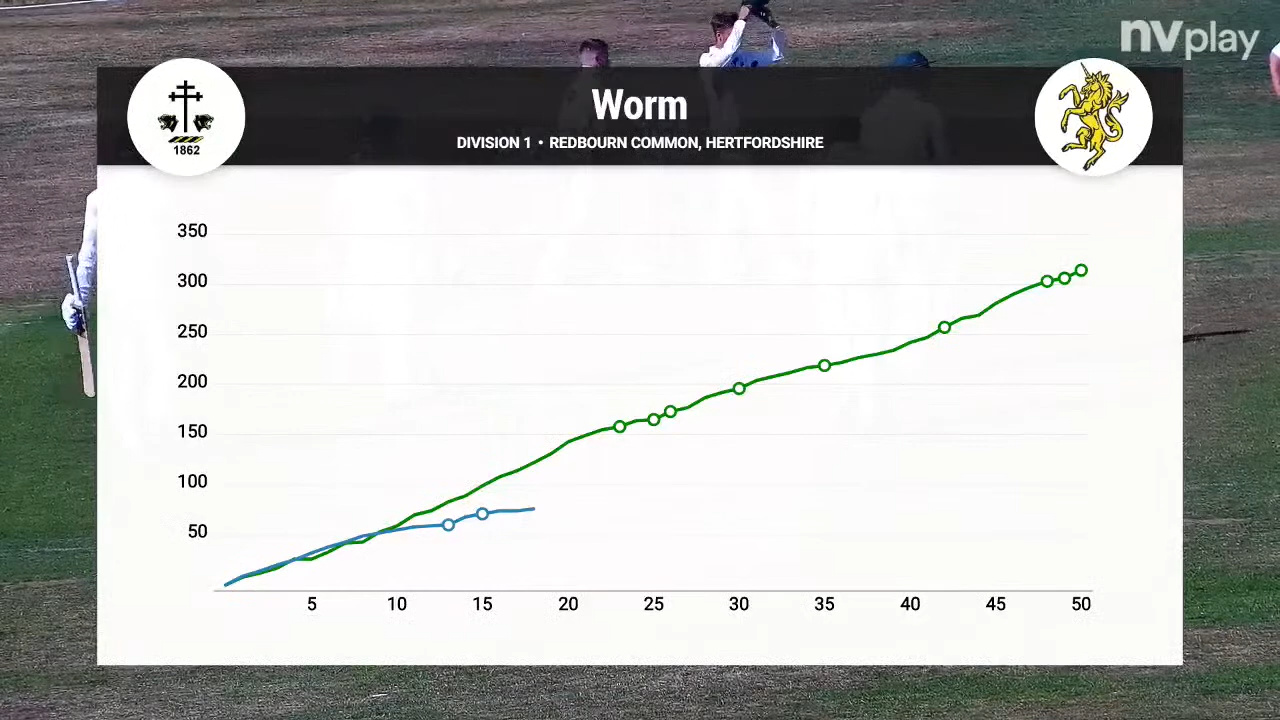 nvplay
Worm
DIVISION 1 • REDBOURN COMMON, HERTFORDSHIRE
1862
350
300
250
200
150
100
50
5 10 15 20 25 30 35 40 45 50